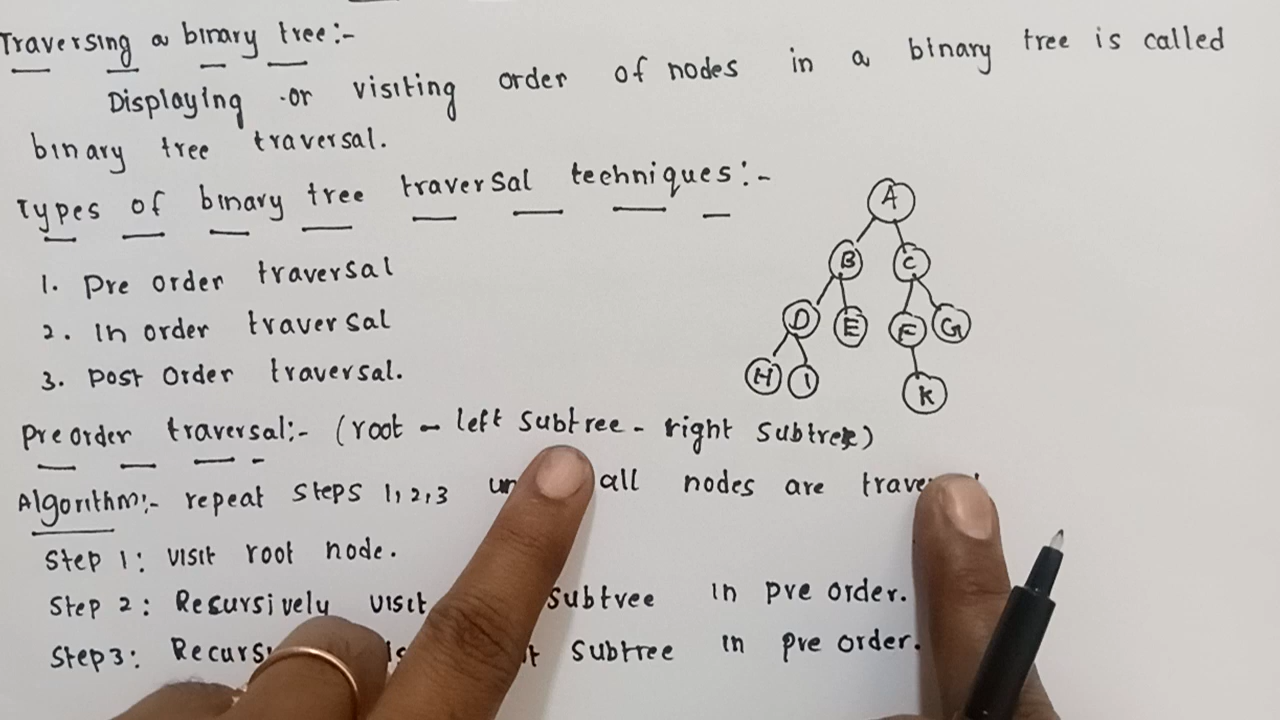 Traversing a binary tree:-
Displaying or visiting order of nodes in a binary tree is called
binary tree traversal.
Types of binary tree traversal techniques:-
1. Pre order traversal
2. In order traversal
3. Post order traversal.
A
B C
D E F G
H I K
Preorder traversal:- (root - left subtree - right subtree)
Algorithm:- repeat steps 1,2,3 all nodes are
Step 1: visit root node.
Step 2: Recursively visit subtree in pre order.
Step3: subtree in pre order.